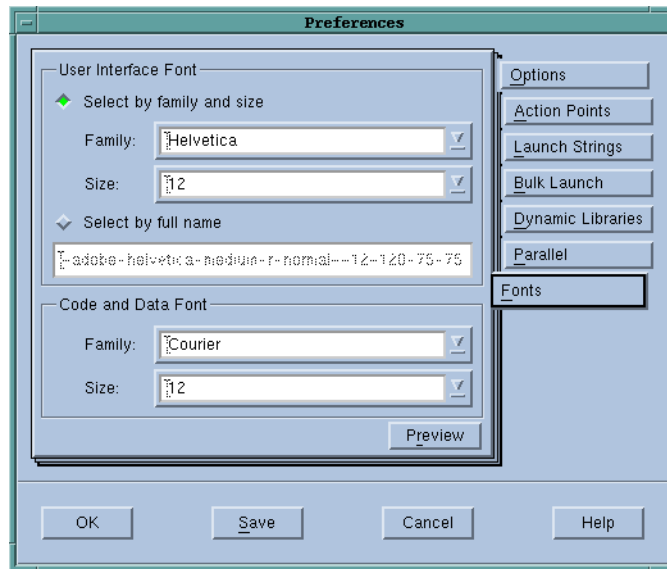 Preferences
User Interface Font
Select by family and size
Family: Helvetica
Size: 12
Select by full name
-adobe-helvetica-medium-r-normal--12-120-75-75
Code and Data Font
Family: Courier
Size: 12
Preview
Options
Action Points
Launch Strings
Bulk Launch
Dynamic Libraries
Parallel
Fonts
OK Save Cancel Help